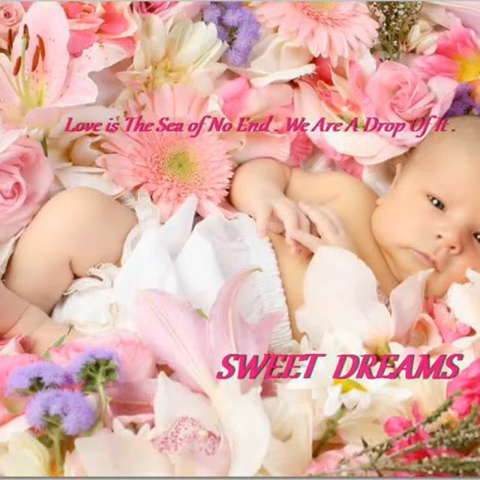 Love is The Sea of No End . We Are A Drop Of It .
SWEET DREAMS